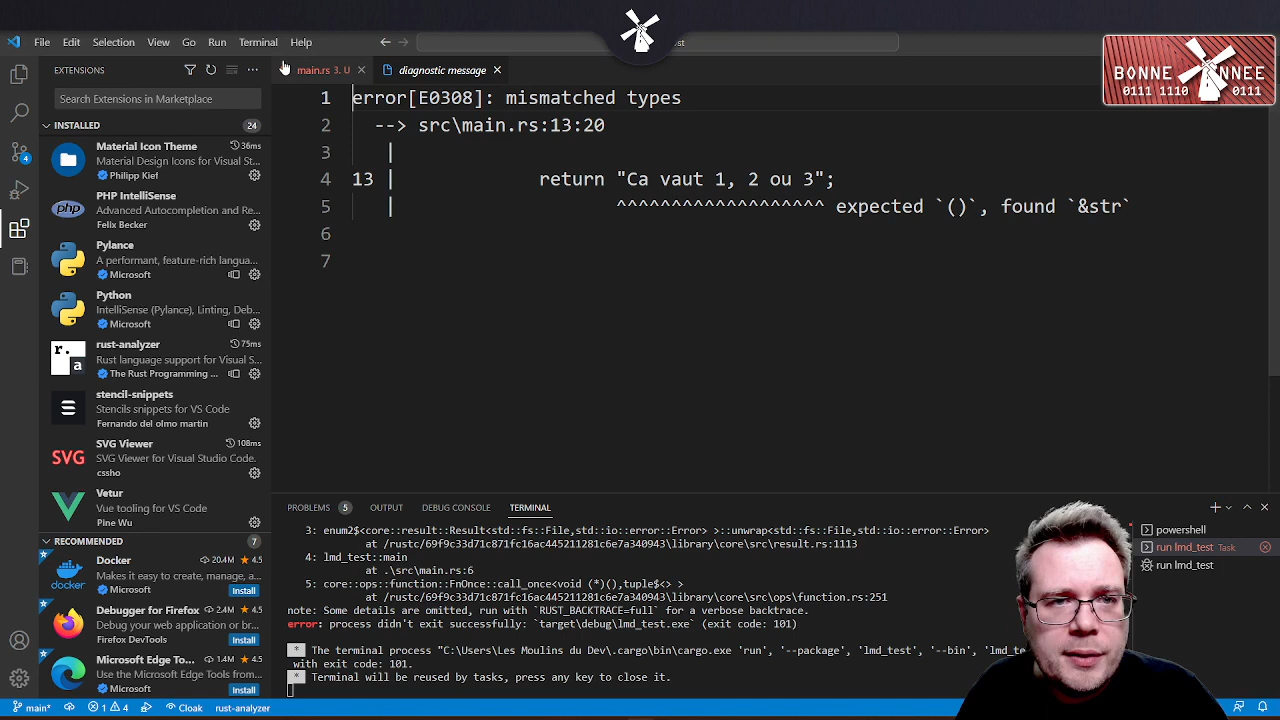 File Edit Selection View Go Run Terminal Help
st
BONNE NNEE
0111 1110 0111
EXTENSIONS
main.rs 3, U
diagnostic message
Search Extensions in Marketplace
INSTALLED 24
Material Icon Theme 36ms
Material Design Icons for Visual St...
Philipp Kief
PHP IntelliSense
Advanced Autocompletion and Re...
Felix Becker
Pylance
A performant, feature-rich langua...
Microsoft
Python
IntelliSense (Pylance), Linting, Deb...
Microsoft
rust-analyzer 75ms
Rust language support for Visual S...
The Rust Programming ...
stencil-snippets
Stencils snippets for VS Code
Fernando del olmo martin
SVG Viewer 108ms
SVG Viewer for Visual Studio Code.
cssho
Vetur
Vue tooling for VS Code
Pine Wu
RECOMMENDED 7
Docker 20.4M 4.5
Makes it easy to create, manage, a...
Microsoft Install
Debugger for Firefox 2.4M 4.5
Debug your web application or br...
Firefox DevTools Install
Microsoft Edge To... 1.4M 4.5
Use the Microsoft Edge Tools from...
Microsoft Install
1 error[E0308]: mismatched types
2 --> src\main.rs:13:20
3 |
4 13 | return "Ca vaut 1, 2 ou 3";
5 | ^^^^^^^^^^^^^^^^^^^ expected `()`, found `&str`
6
7
PROBLEMS 5 OUTPUT DEBUG CONSOLE TERMINAL
3: enum2$<core::result::Result<std::fs::File,std::io::error::Error> >::unwrap<std::fs::File,std::io::error::Error>
at /rustc/69f9c33d71c871fc16ac445211281c6e7a340943\library\core\src\result.rs:1113
4: lmd_test::main
at .\src\main.rs:6
5: core::ops::function::FnOnce::call_once<void (*)(),tuple$<> >
at /rustc/69f9c33d71c871fc16ac445211281c6e7a340943\library\core\src\ops\function.rs:251
note: Some details are omitted, run with `RUST_BACKTRACE=full` for a verbose backtrace.
error: process didn't exit successfully: `target\debug\lmd_test.exe` (exit code: 101)
* The terminal process "C:\Users\Les Moulins du Dev\.cargo\bin\cargo.exe 'run', '--package', 'lmd_test', '--bin', 'lmd_te
with exit code: 101.
* Terminal will be reused by tasks, press any key to close it.
powershell
run lmd_test Task
run lmd_test
main* 1 4 Cloak rust-analyzer
4